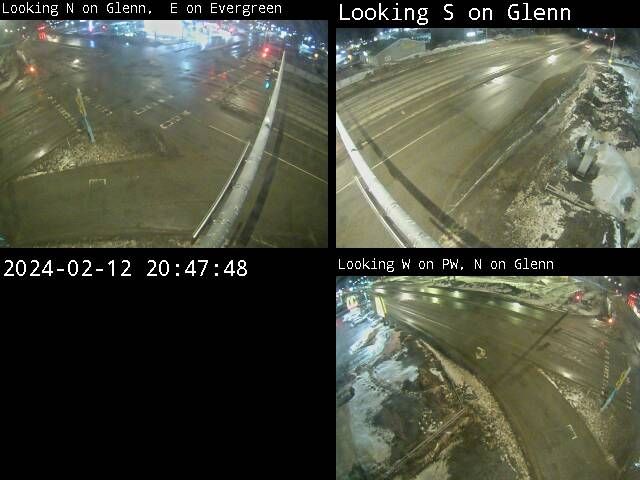 Looking N on Glenn,  E on Evergreen
Looking S on Glenn
2024-02-12 20:47:48
Looking W on PW, N on Glenn